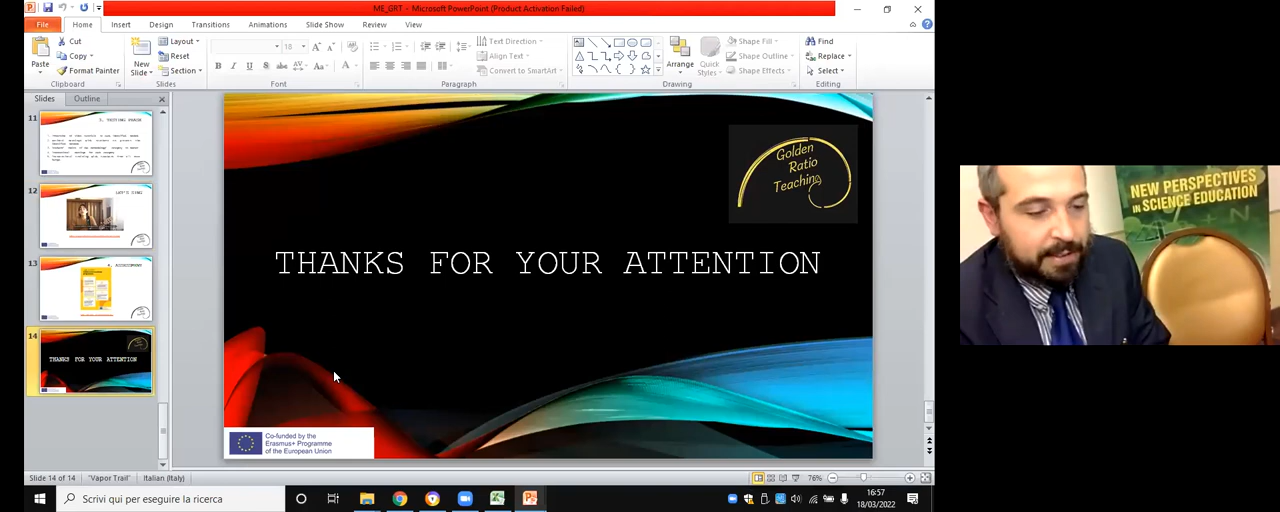 ME_GRT - Microsoft PowerPoint (Product Activation Failed)
File Home Insert Design Transitions Animations Slide Show Review View
Paste
Cut
Copy
Format Painter
Clipboard
New
Slide
Layout
Reset
Section
Slides
18
Font
Text Direction
Align Text
Convert to SmartArt
Paragraph
Arrange
Quick
Styles
Shape Fill
Shape Outline
Shape Effects
Drawing
Find
Replace
Select
Editing
Slides Outline
11
12
LET'S SYNC
13
4. ASSESSMENT
14
THANKS FOR YOUR ATTENTION
Golden
Ratio
Teaching
THANKS FOR YOUR ATTENTION
Co-funded by the
Erasmus+ Programme
of the European Union
NEW PERSPECTIVES
IN SCIENCE EDUCATION
Slide 14 of 14 "Vapor Trail" Italian (Italy) 76%
Scrivi qui per eseguire la ricerca
16:57
18/03/2022